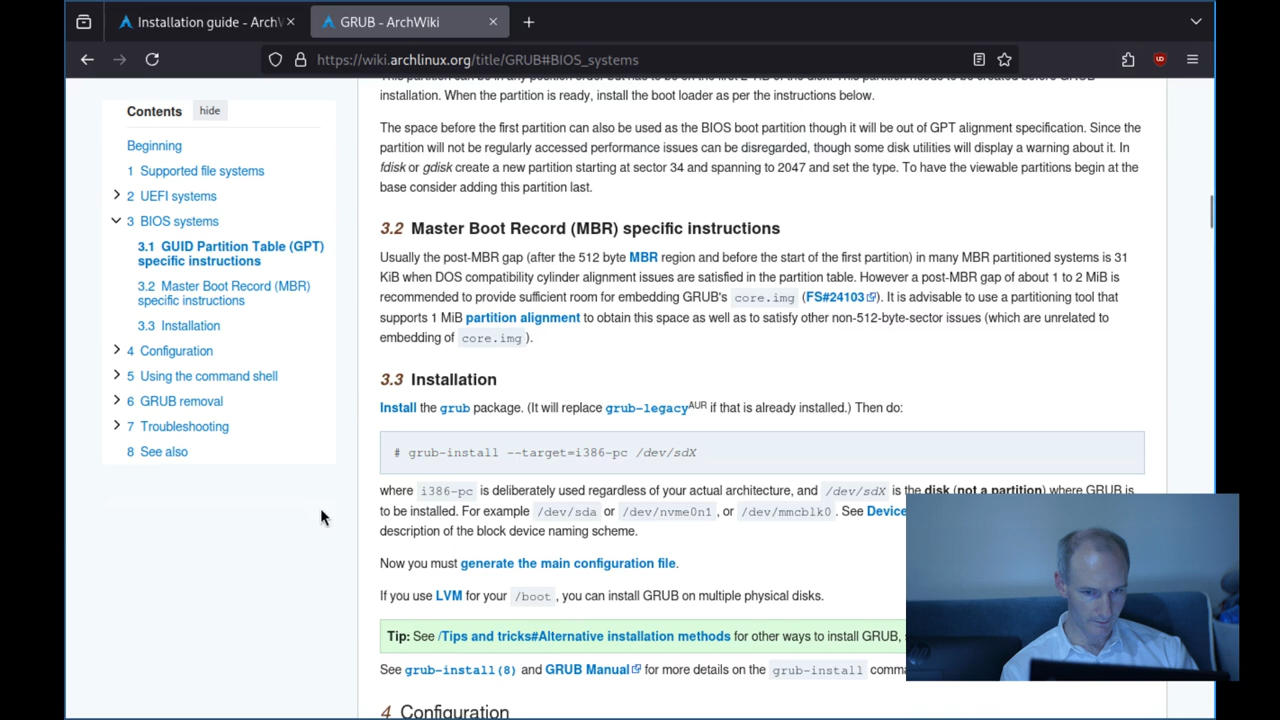 Installation guide - ArchW
GRUB - ArchWiki
https://wiki.archlinux.org/title/GRUB#BIOS_systems
Contents hide
Beginning
1 Supported file systems
2 UEFI systems
3 BIOS systems
3.1 GUID Partition Table (GPT)
specific instructions
3.2 Master Boot Record (MBR)
specific instructions
3.3 Installation
4 Configuration
5 Using the command shell
6 GRUB removal
7 Troubleshooting
8 See also
installation. When the partition is ready, install the boot loader as per the instructions below.
The space before the first partition can also be used as the BIOS boot partition though it will be out of GPT alignment specification. Since the
partition will not be regularly accessed performance issues can be disregarded, though some disk utilities will display a warning about it. In
fdisk or gdisk create a new partition starting at sector 34 and spanning to 2047 and set the type. To have the viewable partitions begin at the
base consider adding this partition last.
3.2 Master Boot Record (MBR) specific instructions
Usually the post-MBR gap (after the 512 byte MBR region and before the start of the first partition) in many MBR partitioned systems is 31
KiB when DOS compatibility cylinder alignment issues are satisfied in the partition table. However a post-MBR gap of about 1 to 2 MiB is
recommended to provide sufficient room for embedding GRUB's core.img (FS#24103). It is advisable to use a partitioning tool that
supports 1 MiB partition alignment to obtain this space as well as to satisfy other non-512-byte-sector issues (which are unrelated to
embedding of core.img).
3.3 Installation
Install the grub package. (It will replace grub-legacyAUR if that is already installed.) Then do:
# grub-install --target=i386-pc /dev/sdX
where i386-pc is deliberately used regardless of your actual architecture, and /dev/sdX is the disk (not a partition) where GRUB is
to be installed. For example /dev/sda or /dev/nvme0n1, or /dev/mmcblk0. See Device
description of the block device naming scheme.
Now you must generate the main configuration file.
If you use LVM for your /boot, you can install GRUB on multiple physical disks.
Tip: See /Tips and tricks#Alternative installation methods for other ways to install GRUB,
See grub-install(8) and GRUB Manual for more details on the grub-install comma
4 Configuration